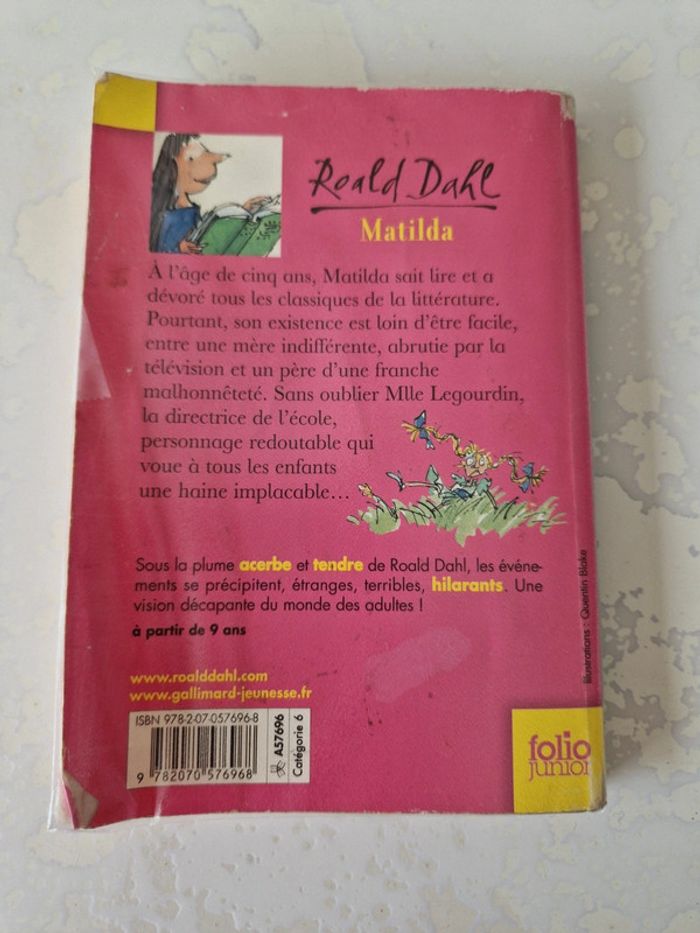 Roald Dahl
Matilda
À l'âge de cinq ans, Matilda sait lire et a
dévoré tous les classiques de la littérature.
Pourtant, son existence est loin d'être facile,
entre une mère indifférente, abrutie par la
télévision et un père d'une franche
malhonnêteté. Sans oublier Mlle Legourdin,
la directrice de l'école,
personnage redoutable qui
voue à tous les enfants
une haine implacable…
Sous la plume acerbe et tendre de Roald Dahl, les événe-
ments se précipitent, étranges, terribles, hilarants. Une
vision décapante du monde des adultes !
à partir de 9 ans
Illustrations : Quentin Blake
www.roalddahl.com
www.gallimard-jeunesse.fr
ISBN 978-2-07-057696-8
9 782070 576968
A57696
Catégorie 6
folio
junior